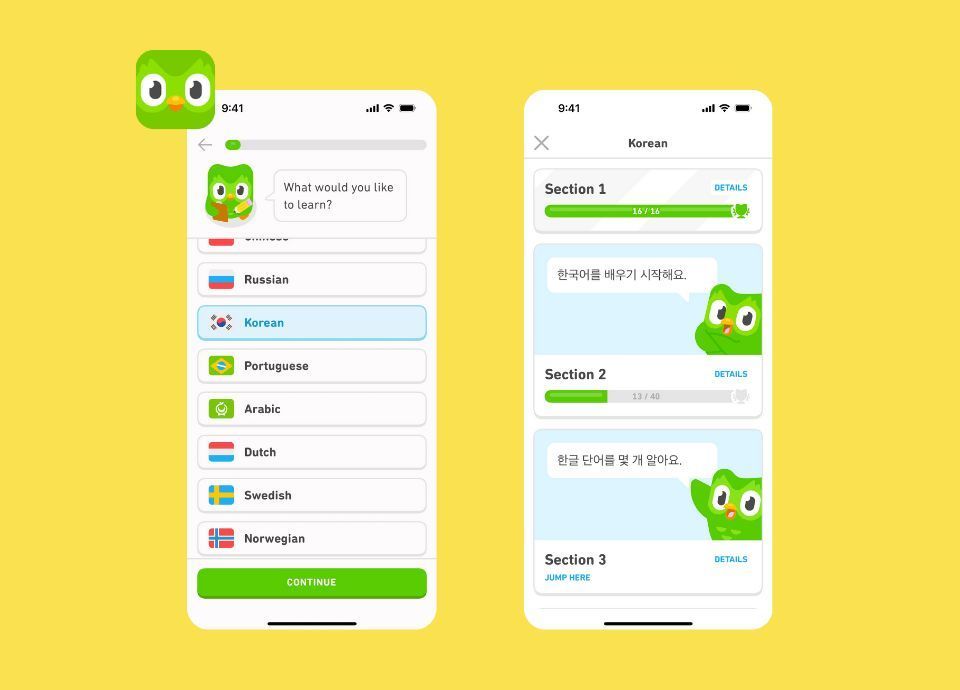 9:41
What would you like
to learn?
Chinese
Russian
Korean
Portuguese
Arabic
Dutch
Swedish
Norwegian
CONTINUE
9:41
Korean
Section 1
DETAILS
16 / 16
한국어를 배우기 시작해요.
Section 2
DETAILS
13 / 40
한글 단어를 몇 개 알아요.
Section 3
DETAILS
JUMP HERE